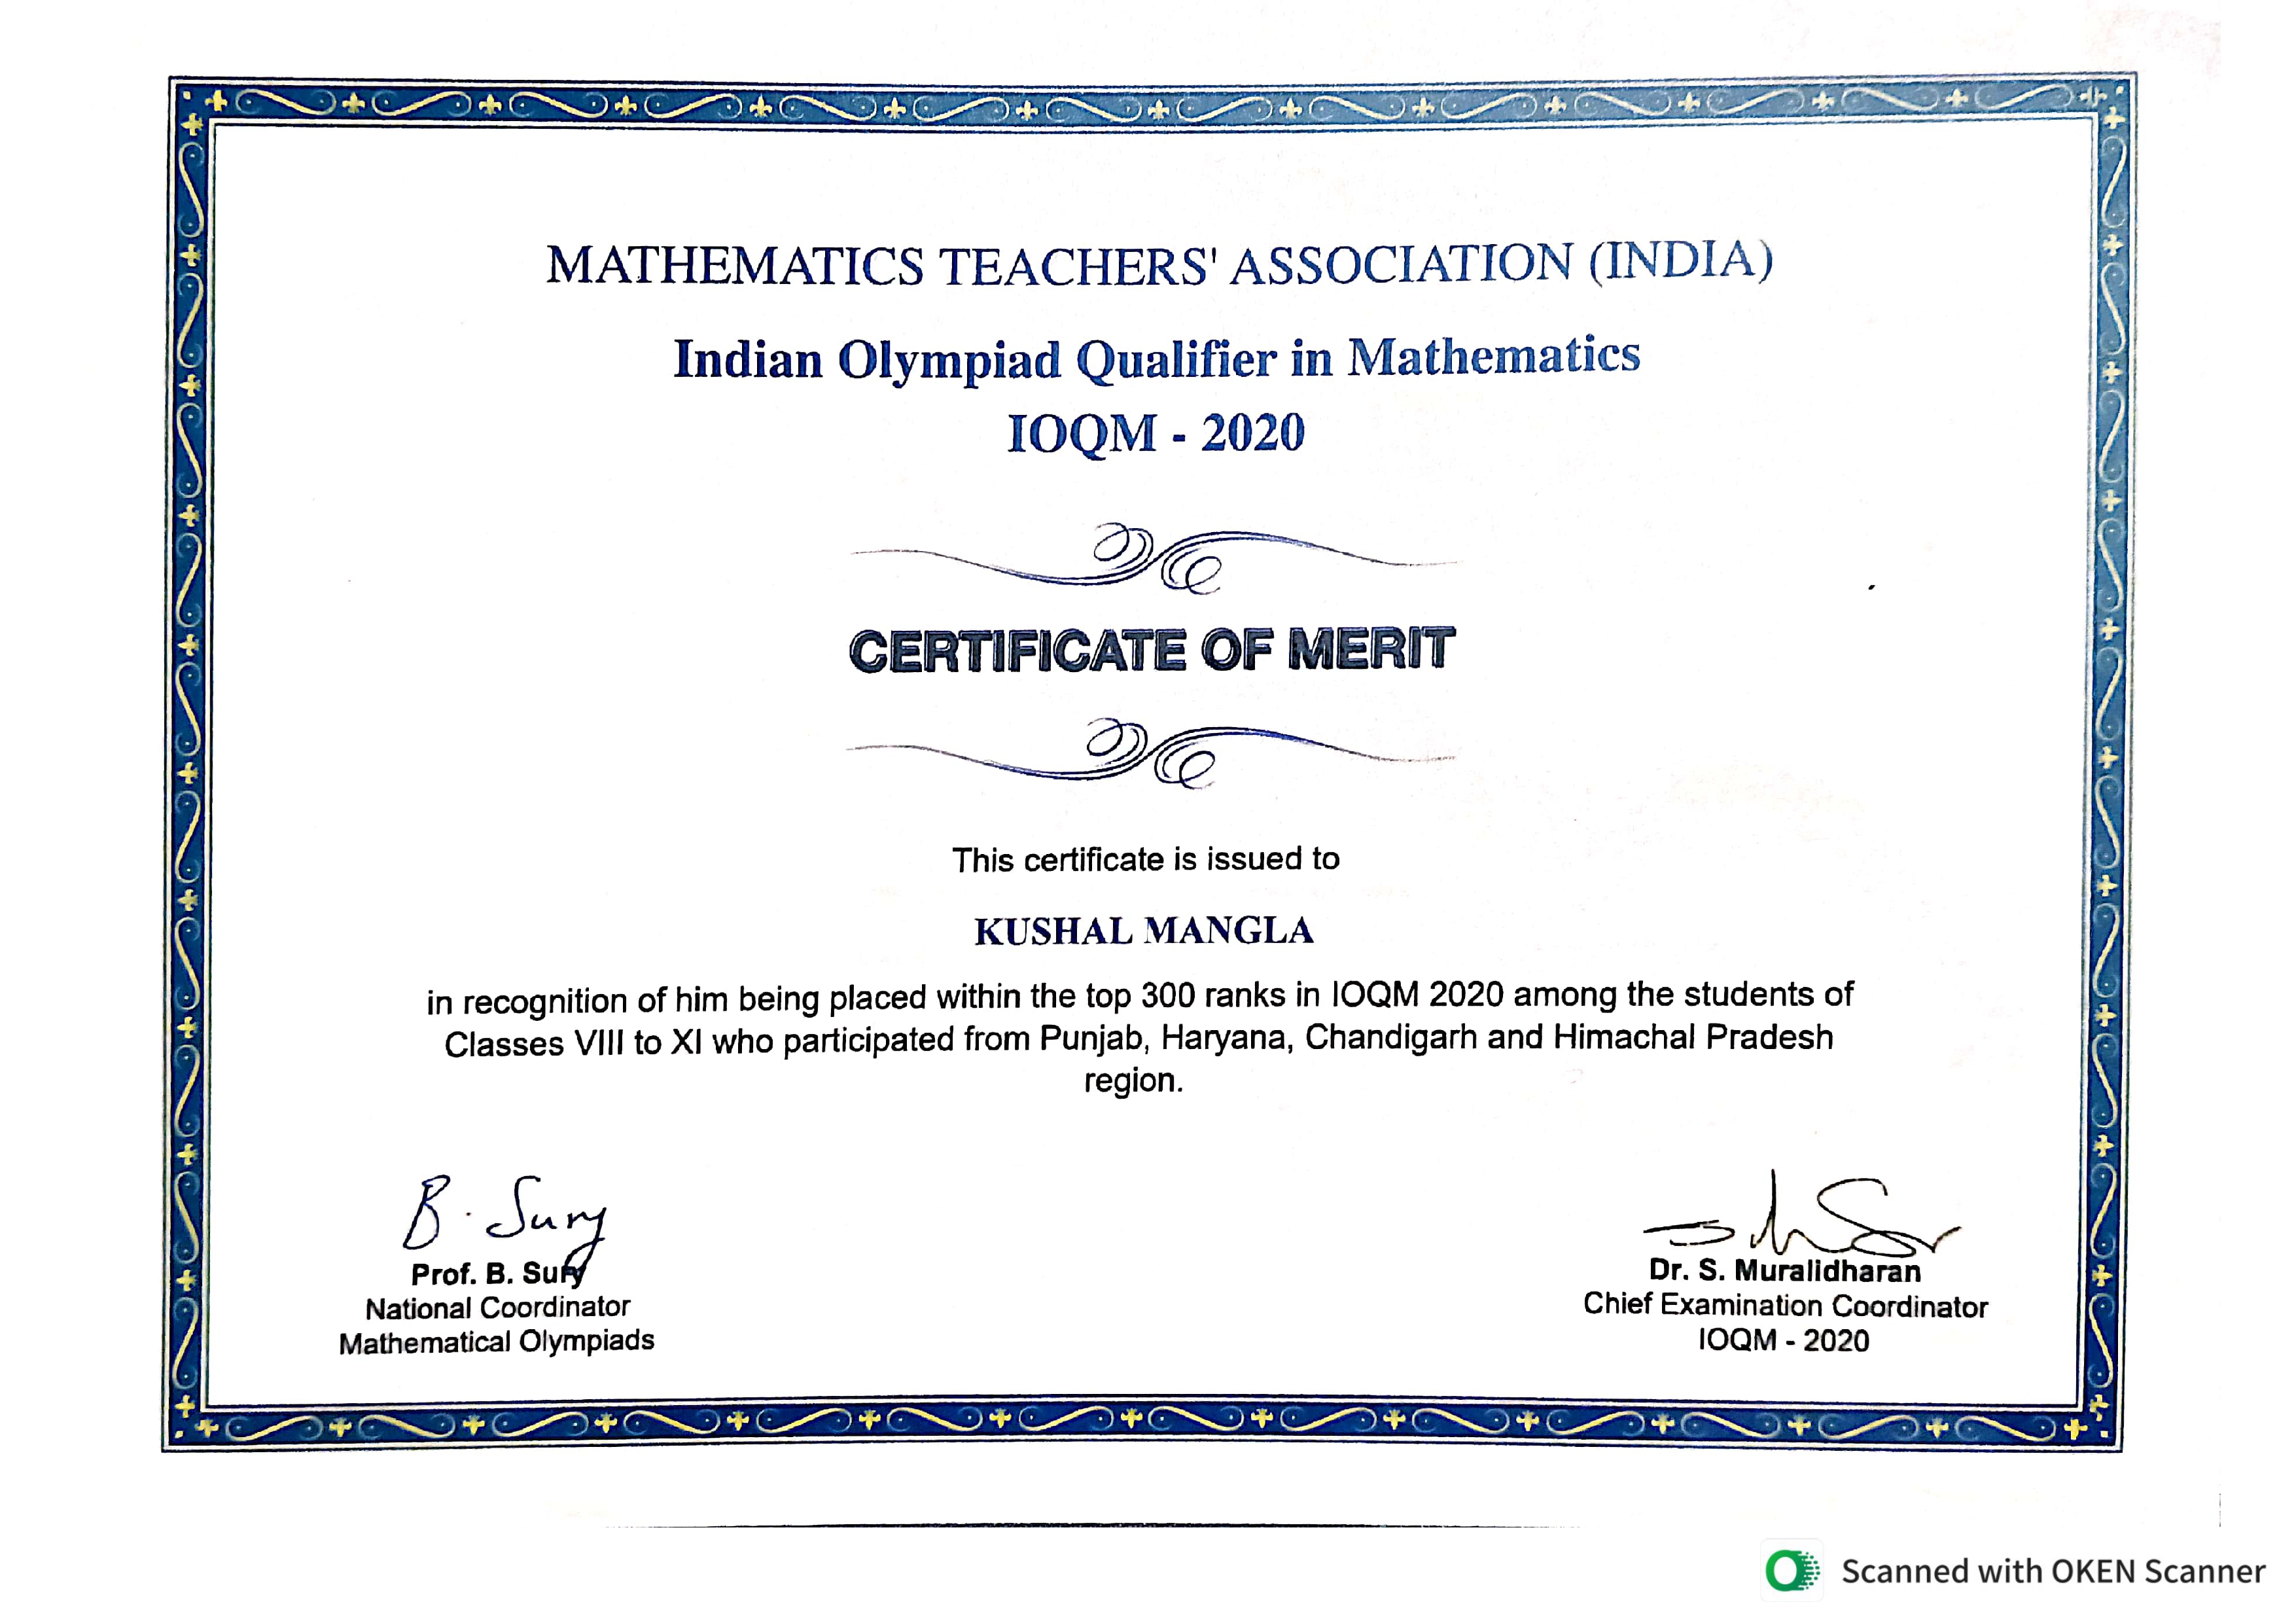 MATHEMATICS TEACHERS' ASSOCIATION (INDIA)
Indian Olympiad Qualifier in Mathematics
IOQM - 2020
CERTIFICATE OF MERIT
This certificate is issued to
KUSHAL MANGLA
in recognition of him being placed within the top 300 ranks in IOQM 2020 among the students of
Classes VIII to XI who participated from Punjab, Haryana, Chandigarh and Himachal Pradesh
region.
B. Sury
Prof. B. Sury
National Coordinator
Mathematical Olympiads
Dr. S. Muralidharan
Chief Examination Coordinator
IOQM - 2020
Scanned with OKEN Scanner